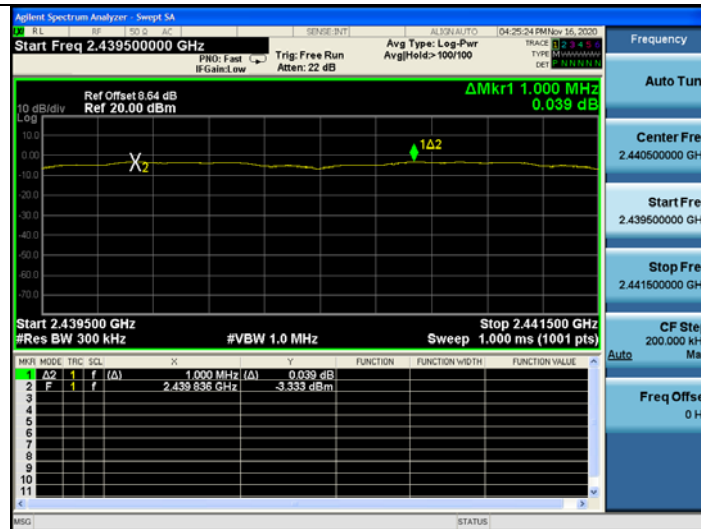 Agilent Spectrum Analyzer - Swept SA
RL RF 50 Ω AC SENSE:INT ALIGNAUTO 04:25:24 PM Nov 16, 2020
Start Freq 2.439500000 GHz
PNO: Fast
IFGain:Low
Trig: Free Run
Atten: 22 dB
Avg Type: Log-Pwr
Avg|Hold:> 100/100
TRACE 1 2 3 4 5 6
TYPE MWWWWW
DET P N N N N N
Ref Offset 8.64 dB
Ref 20.00 dBm
ΔMkr1 1.000 MHz
0.039 dB
10 dB/div
Log
10.0
0.00
-10.0
-20.0
-30.0
-40.0
-50.0
-60.0
-70.0
X2
1Δ2
Start 2.439500 GHz
Stop 2.441500 GHz
#Res BW 300 kHz
#VBW 1.0 MHz
Sweep 1.000 ms (1001 pts)
MKR MODE TRC SCL X Y FUNCTION FUNCTION WIDTH FUNCTION VALUE
1 Δ2 1 f (Δ) 1.000 MHz (Δ) 0.039 dB
2 F 1 f 2.439 836 GHz -3.333 dBm
3
4
5
6
7
8
9
10
11
MSG
STATUS
Frequency
Auto Tun
Center Fre
2.440500000 GH
Start Fre
2.439500000 GH
Stop Fre
2.441500000 GH
CF Ste
200.000 kH
Auto Ma
Freq Offse
0 H